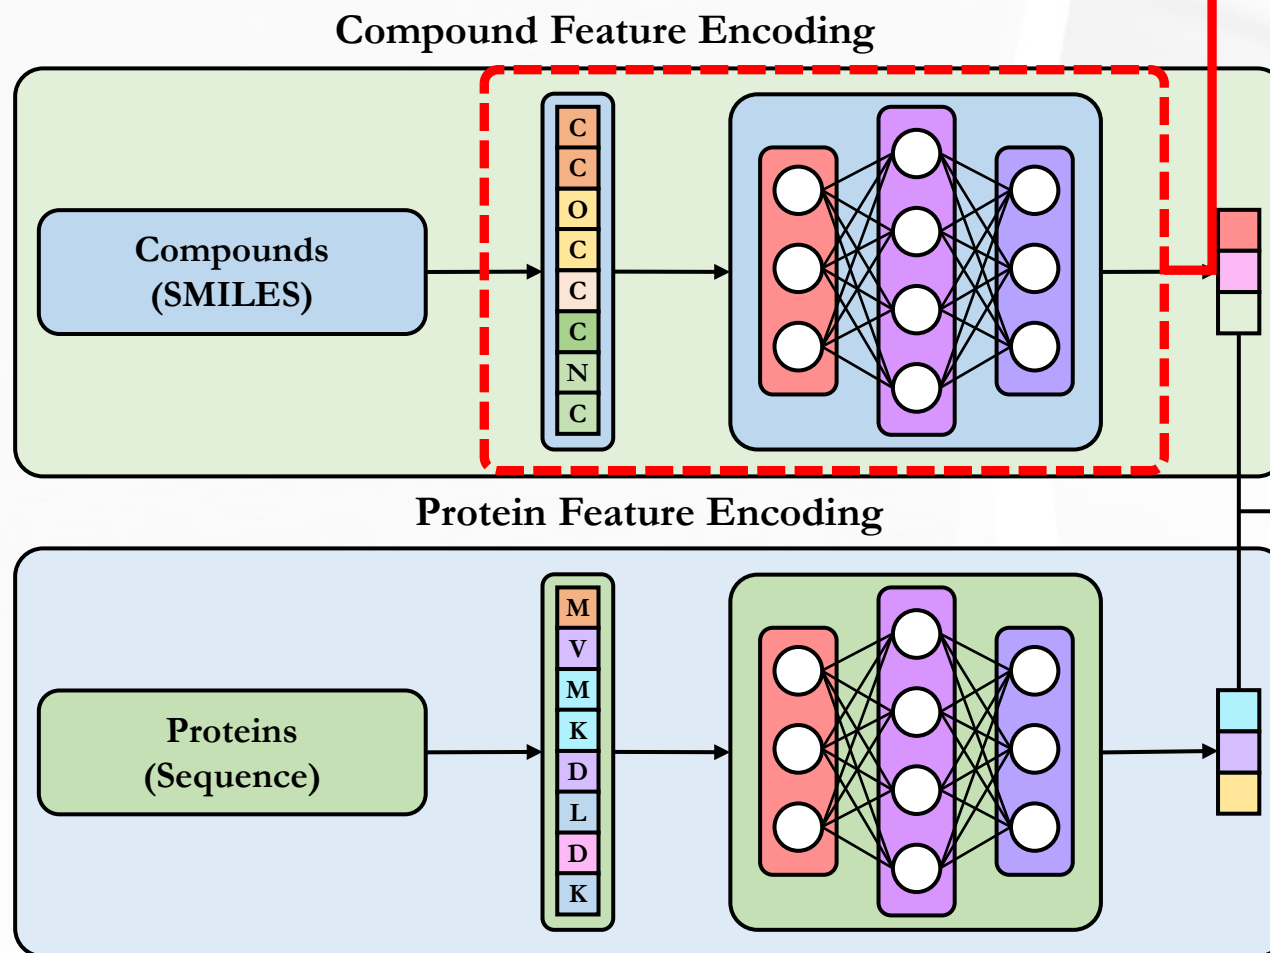 Compound Feature Encoding
Compounds
(SMILES)
C
C
O
C
C
C
N
C
Protein Feature Encoding
Proteins
(Sequence)
M
V
M
K
D
L
D
K